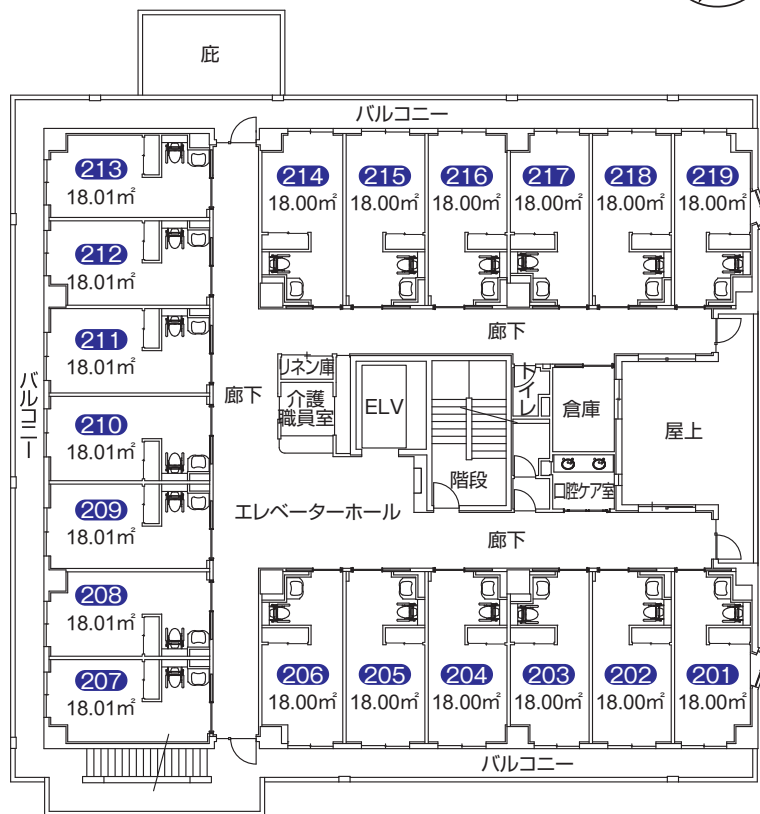 庇
バルコニー
213
18.01㎡
214
18.00㎡
215
18.00㎡
216
18.00㎡
217
18.00㎡
218
18.00㎡
219
18.00㎡
212
18.01㎡
211
18.01㎡
廊下
リネン庫
トイレ
バルコニー
廊下
介護
職員室
ELV
倉庫
屋上
210
18.01㎡
階段
口腔ケア室
209
18.01㎡
エレベーターホール
廊下
208
18.01㎡
207
18.01㎡
206
18.00㎡
205
18.00㎡
204
18.00㎡
203
18.00㎡
202
18.00㎡
201
18.00㎡
バルコニー